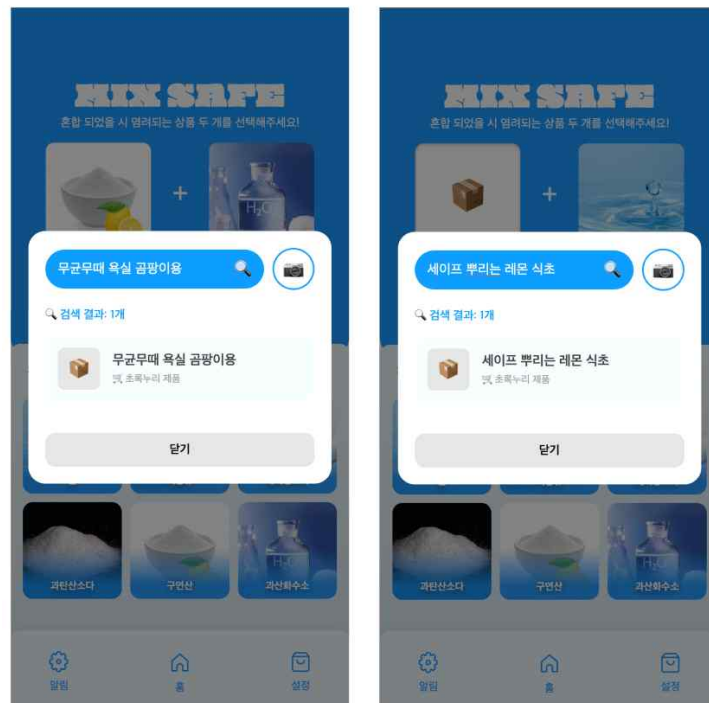 MIX SAFE
혼합 되었을 시 염려되는 상품 두 개를 선택해주세요!
+
H₂O
무균무때 욕실 곰팡이용
검색 결과: 1개
무균무때 욕실 곰팡이용
초록누리 제품
닫기
과탄산소다
구연산
과산화수소
알림
홈
설정
MIX SAFE
혼합 되었을 시 염려되는 상품 두 개를 선택해주세요!
+
세이프 뿌리는 레몬 식초
검색 결과: 1개
세이프 뿌리는 레몬 식초
초록누리 제품
닫기
과탄산소다
구연산
과산화수소
알림
홈
설정